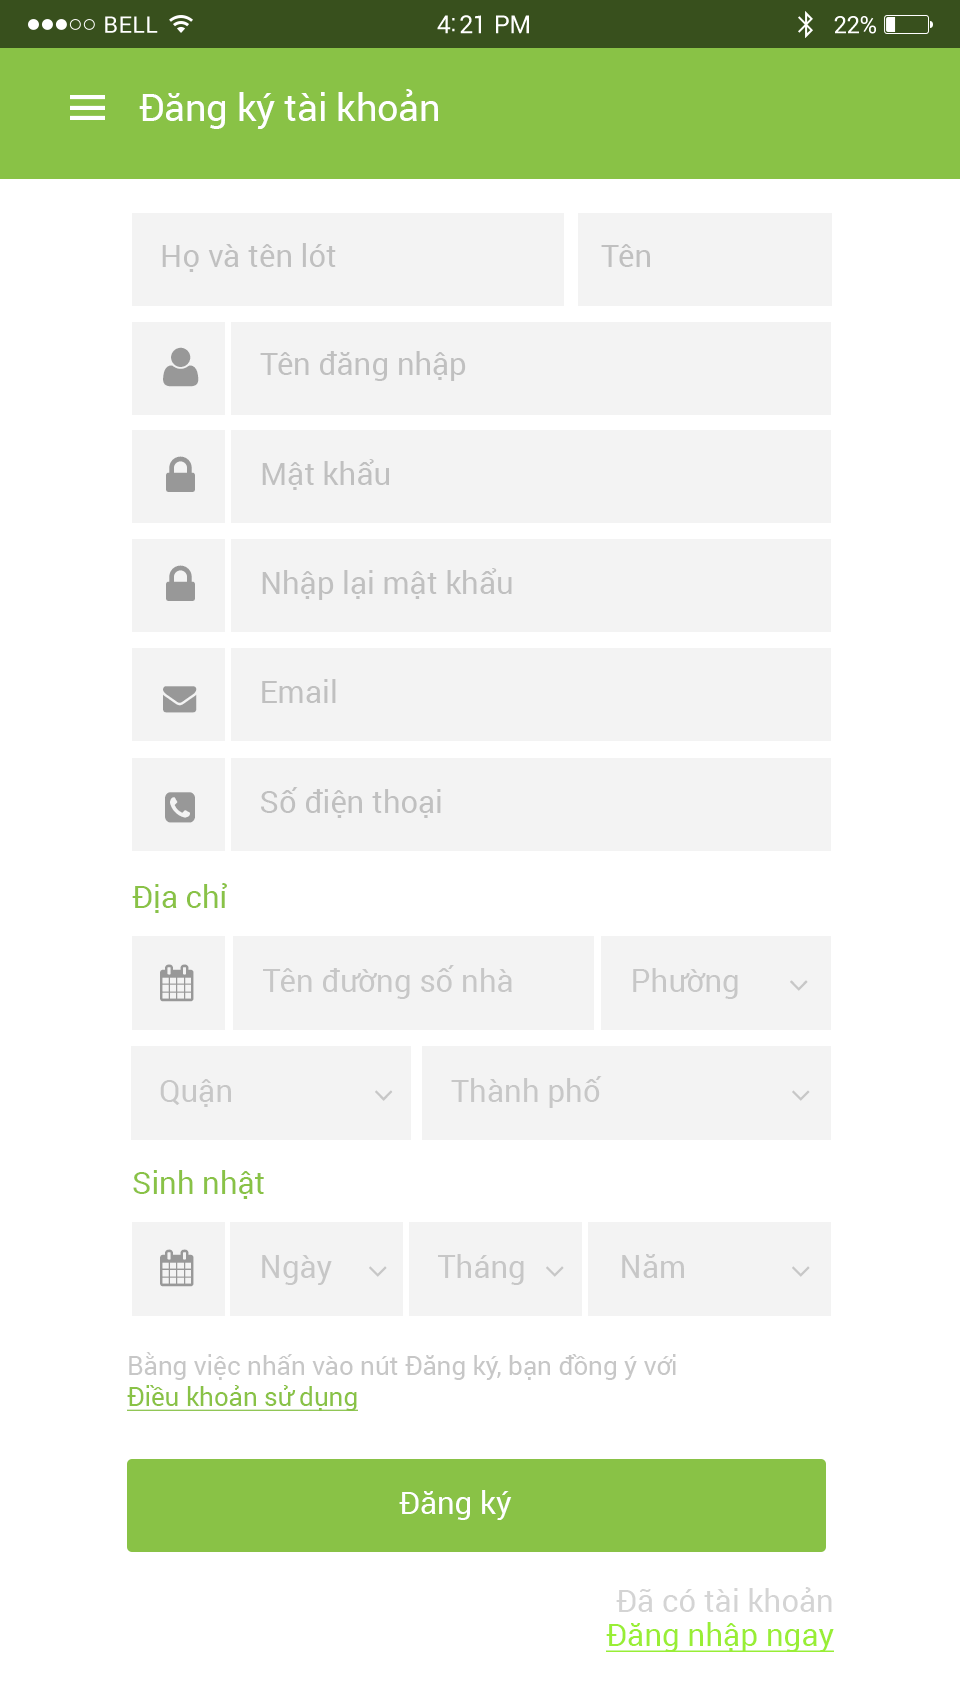 BELL 4:21 PM 22%
Đăng ký tài khoản
Họ và tên lót Tên
Tên đăng nhập
Mật khẩu
Nhập lại mật khẩu
Email
Số điện thoại
Địa chỉ
Tên đường số nhà Phường
Quận Thành phố
Sinh nhật
Ngày Tháng Năm
Bằng việc nhấn vào nút Đăng ký, bạn đồng ý với
Điều khoản sử dụng
Đăng ký
Đã có tài khoản
Đăng nhập ngay